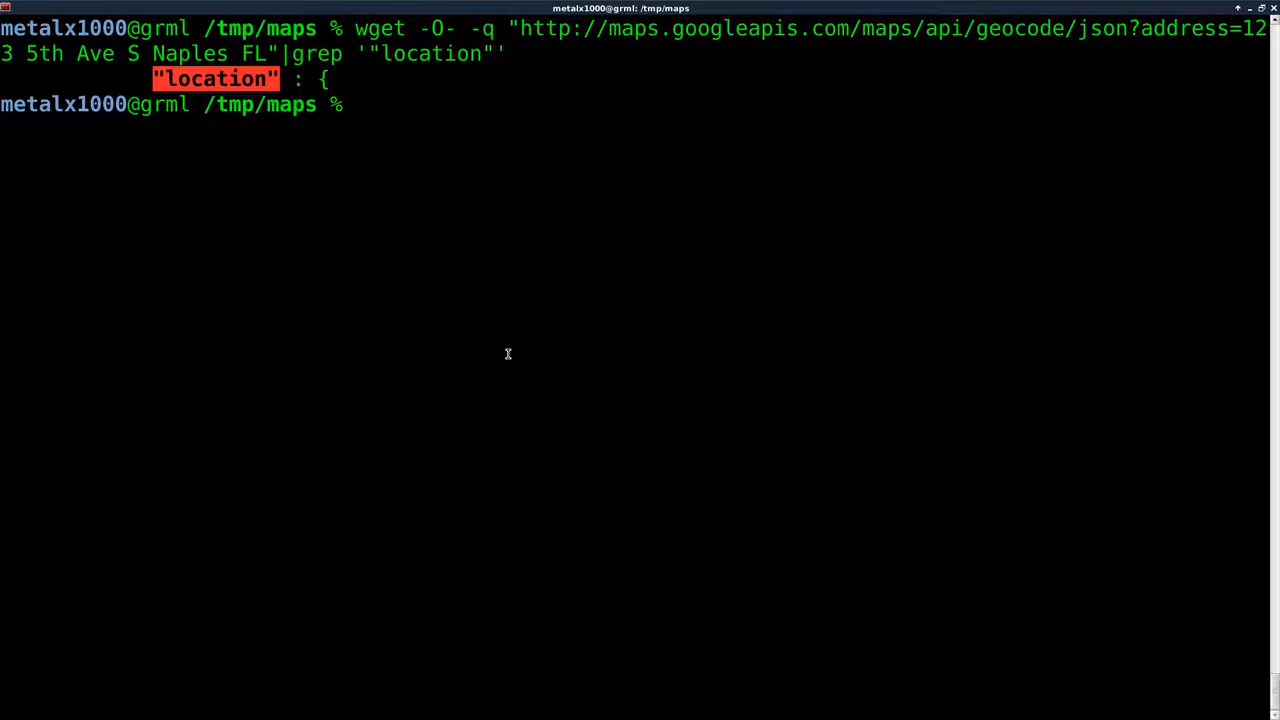 metalx1000@grml: /tmp/maps
metalx1000@grml /tmp/maps % wget -O- -q "http://maps.googleapis.com/maps/api/geocode/json?address=12
3 5th Ave S Naples FL"|grep '"location"'
"location" : {
metalx1000@grml /tmp/maps %